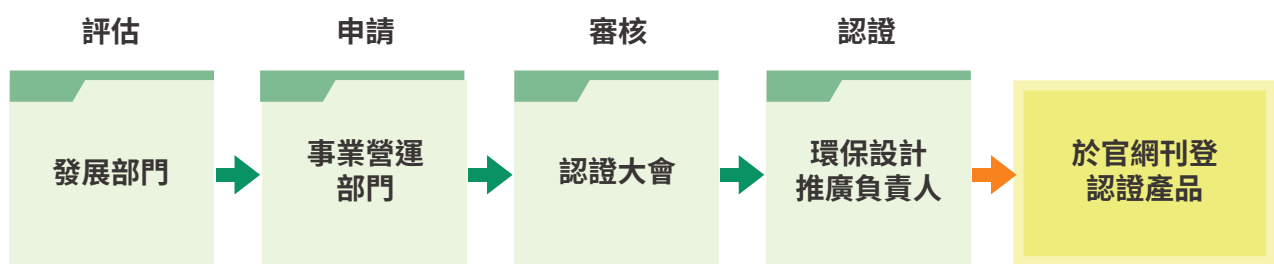 評估
申請
審核
認證
發展部門
事業營運
部門
認證大會
環保設計
推廣負責人
於官網刊登
認證產品